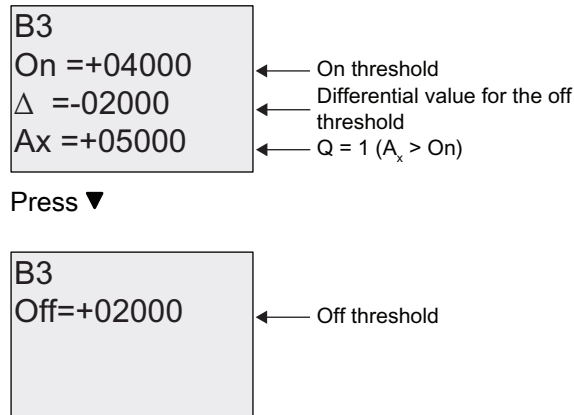 B3
On =+04000
Δ =-02000
Ax =+05000
On threshold
Differential value for the off
threshold
Q = 1 (Ax > On)
Press ▼
B3
Off=+02000
Off threshold